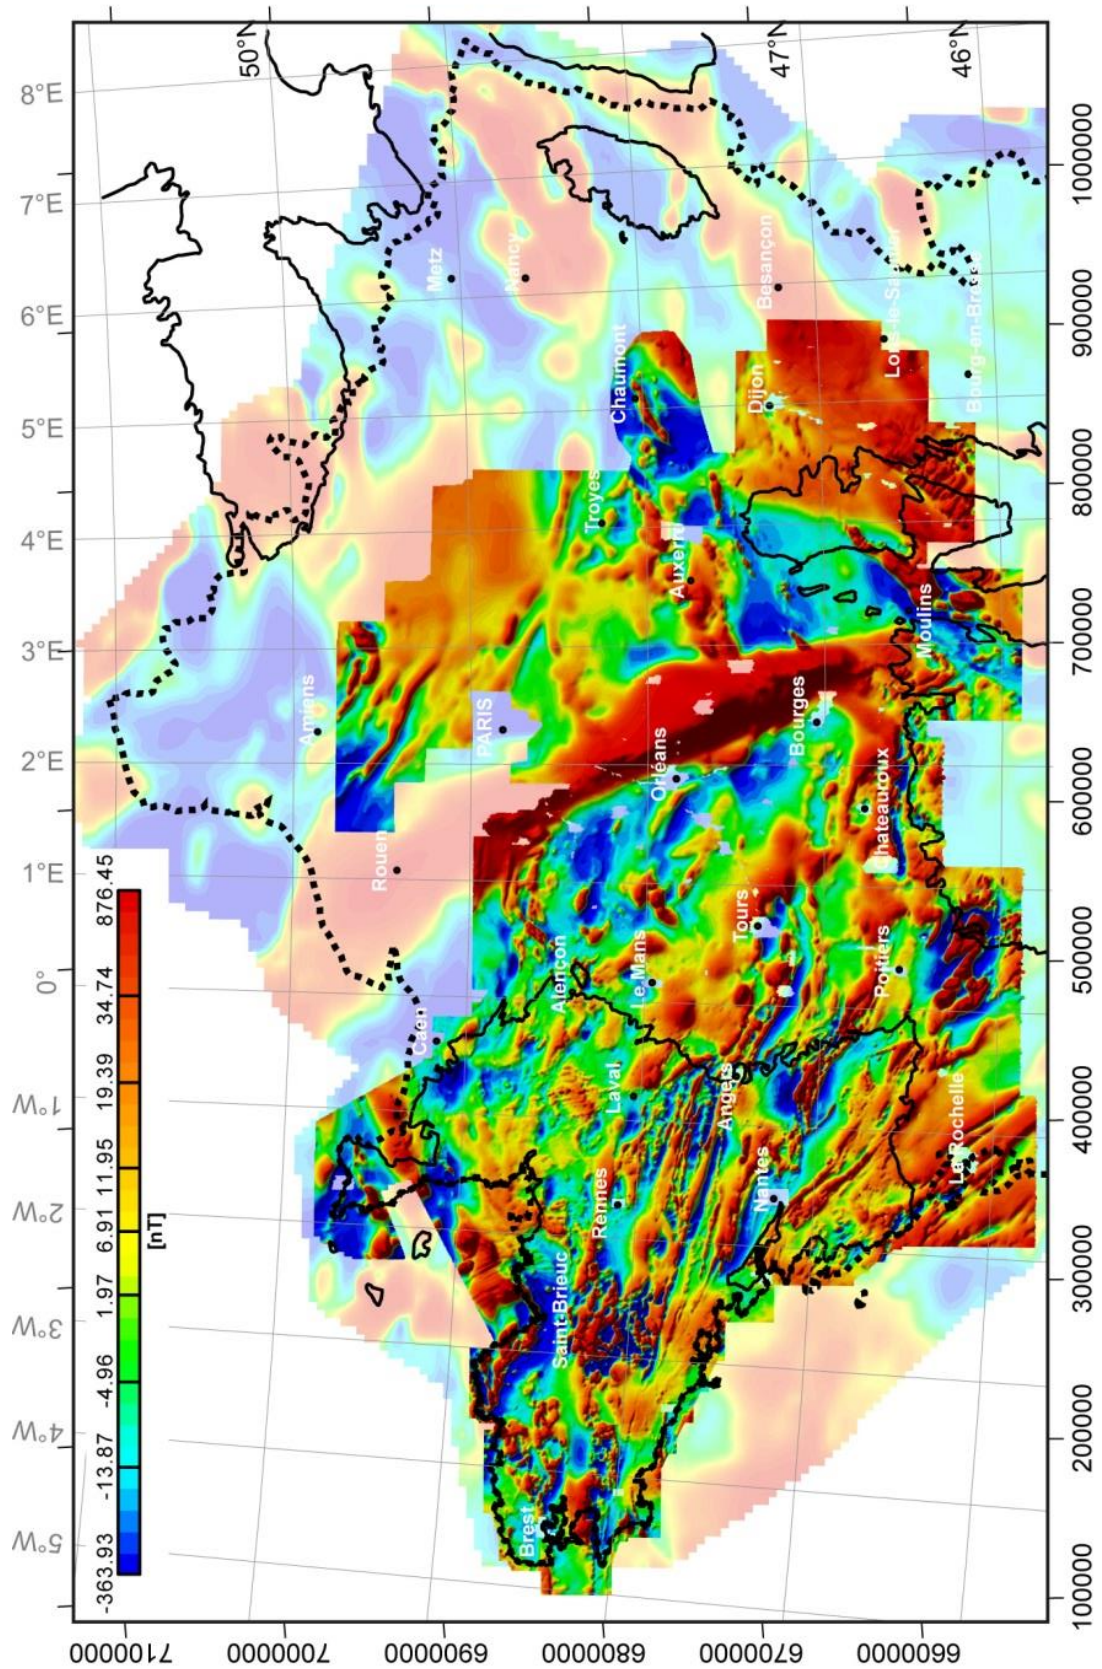 8°E
7°E
6°E
5°E
4°E
3°E
2°E
1°E
0°
1°W
2°W
3°W
4°W
5°W
50°N
47°N
46°N
-363.93
-13.87
-4.96
1.97
6.91
11.95
19.39
34.74
876.45
[nT]
Metz
Nancy
Besançon
Chaumont
Dijon
Bourg-en-Bresse
Troyes
Moulins
Amiens
PARIS
Orléans
Bourges
Chateauroux
Rouen
Tours
Poitiers
Alençon
Le Mans
Caen
Laval
Angers
La Rochelle
Rennes
Nantes
Saint-Brieuc
Brest
100000
200000
300000
400000
500000
600000
700000
800000
900000
1000000
7100000
7000000
6900000
6800000
6700000
6600000